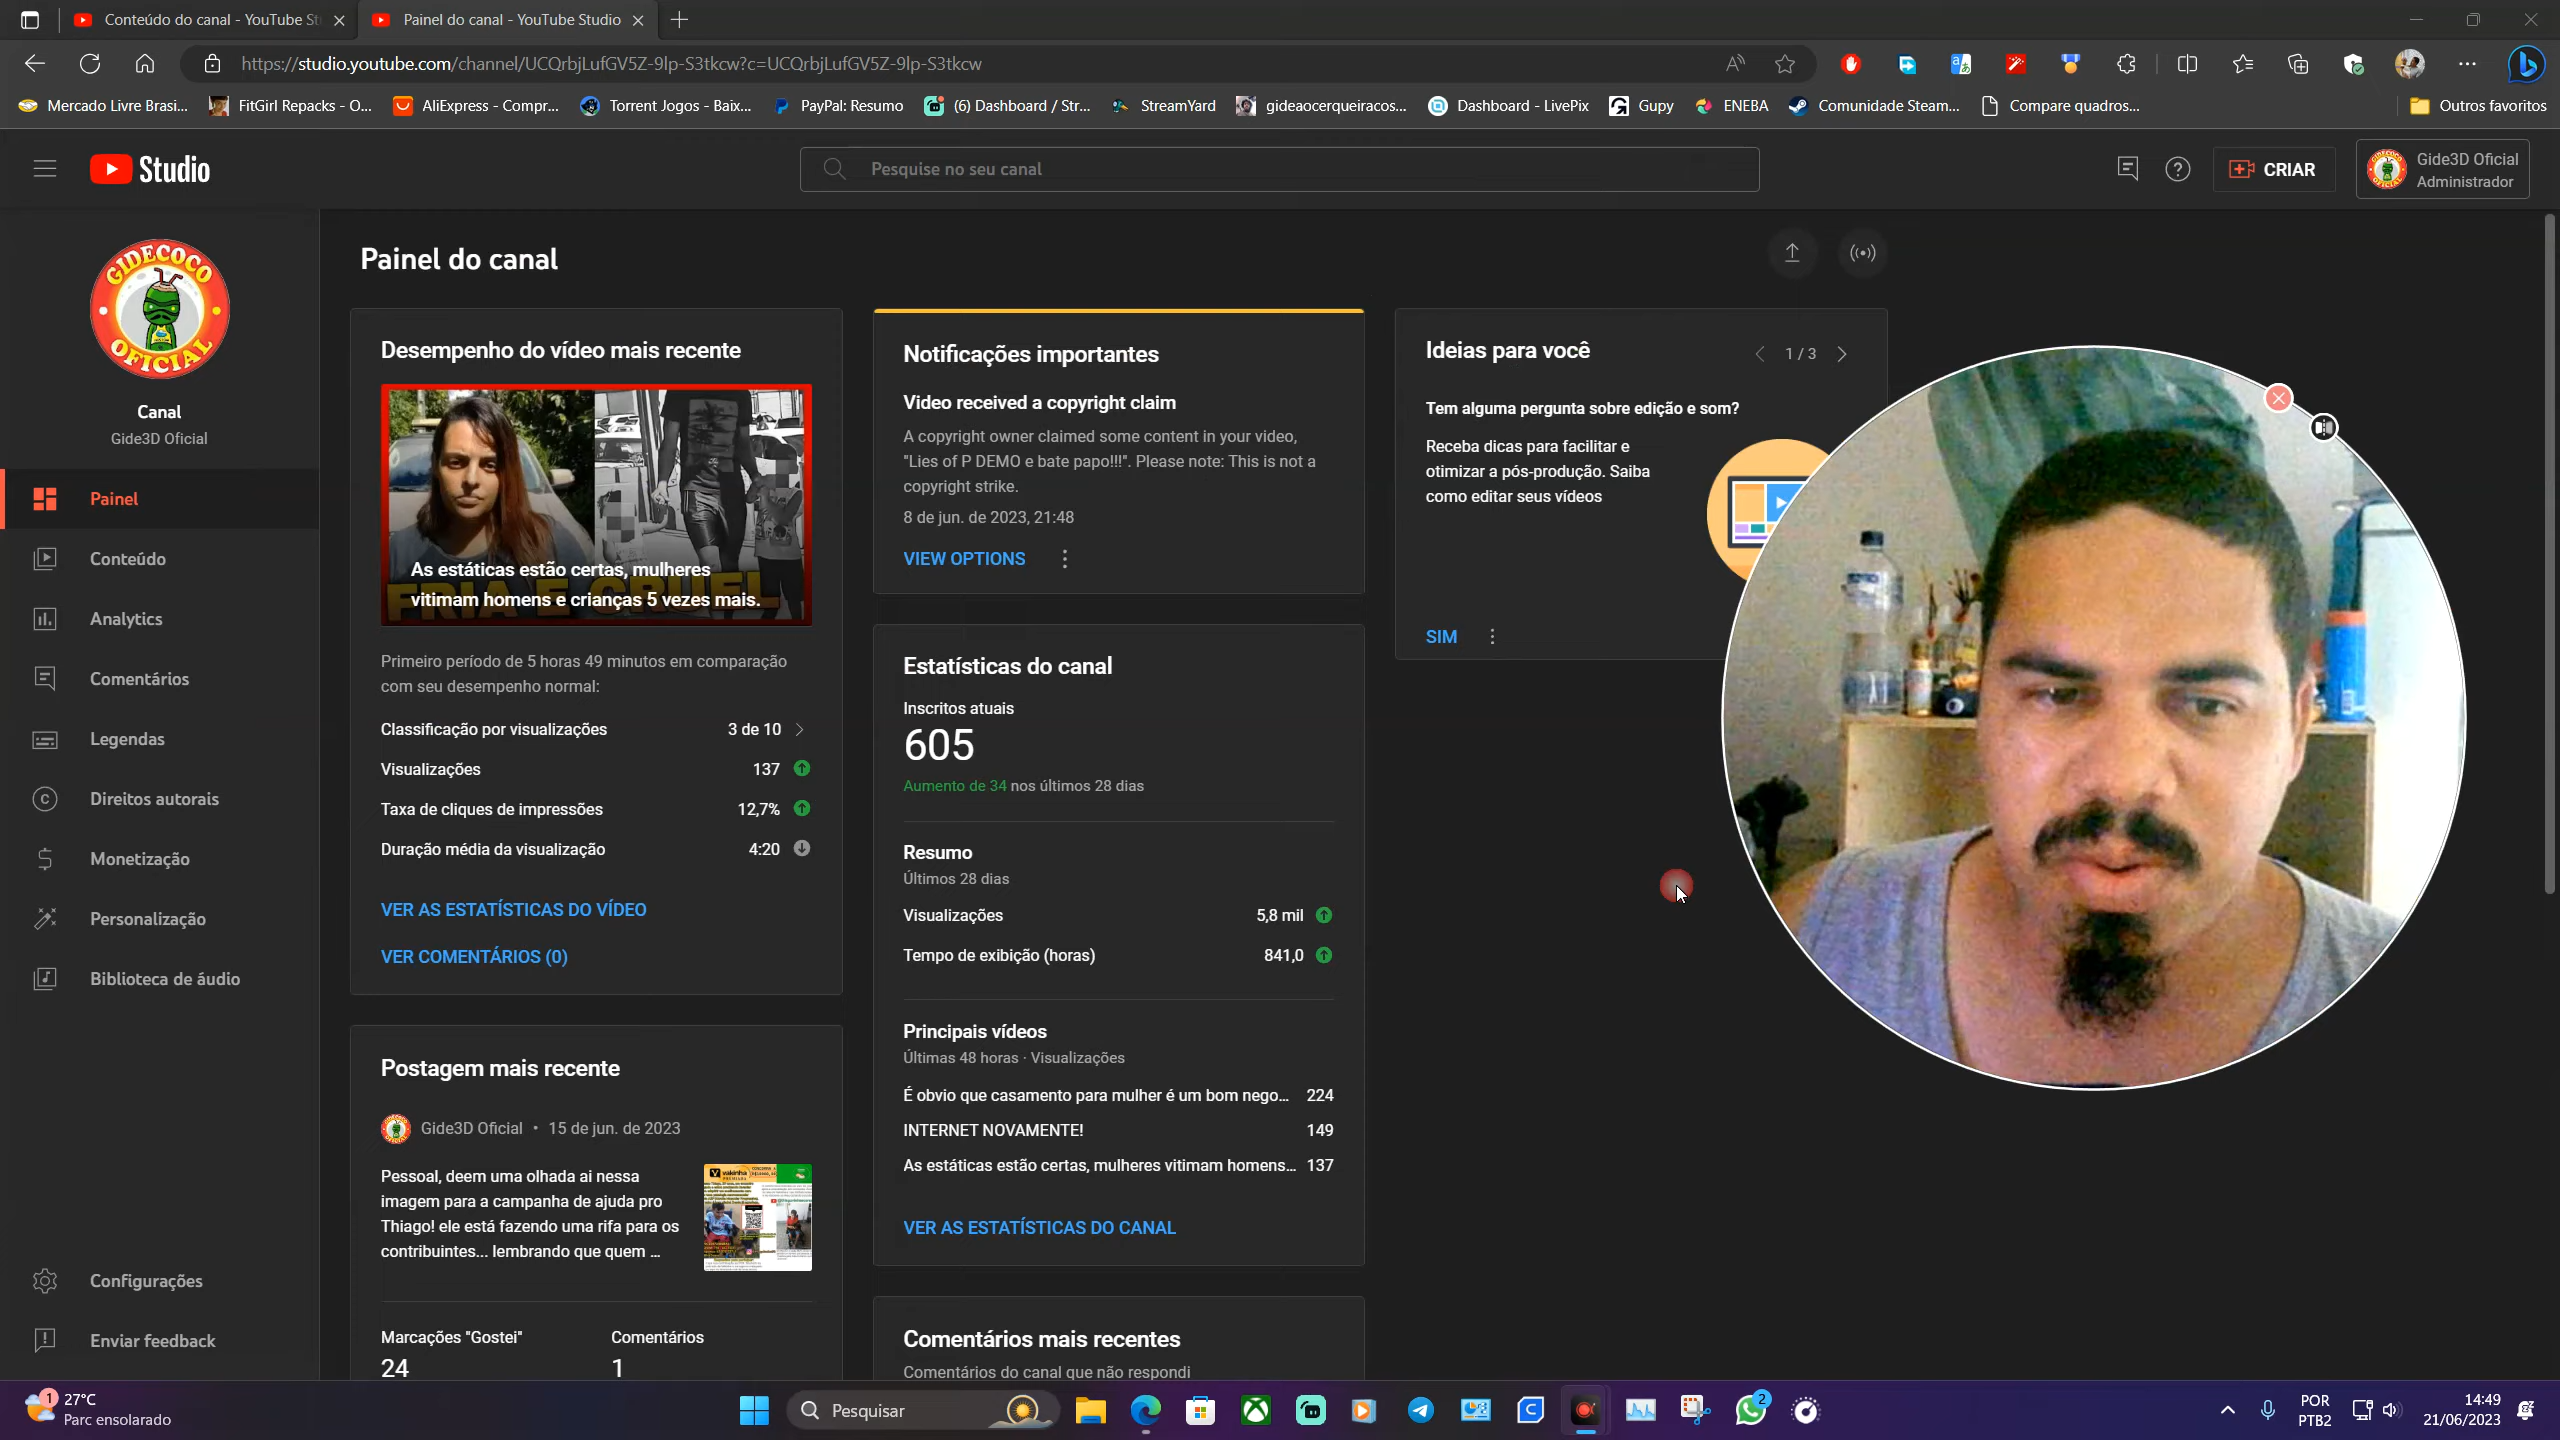 Conteúdo do canal - YouTube St
Painel do canal - YouTube Studio
https://studio.youtube.com/channel/UCQrbjLufGV5Z-9lp-S3tkcw?c=UCQrbjLufGV5Z-9lp-S3tkcw
Mercado Livre Brasi...
FitGirl Repacks - O...
AliExpress - Compr...
Torrent Jogos - Baix...
PayPal: Resumo
(6) Dashboard / Str...
StreamYard
gideaocerqueiracos...
Dashboard - LivePix
Gupy
ENEBA
Comunidade Steam...
Compare quadros...
Outros favoritos
Studio
Pesquise no seu canal
CRIAR
Gide3D Oficial
Administrador
GIDECOCO
OFICIAL
Canal
Gide3D Oficial
Painel
Conteúdo
Analytics
Comentários
Legendas
Direitos autorais
Monetização
Personalização
Biblioteca de áudio
Configurações
Enviar feedback
Painel do canal
Desempenho do vídeo mais recente
As estáticas estão certas, mulheres
vitimam homens e crianças 5 vezes mais.
FRIA E CRUEL
Primeiro período de 5 horas 49 minutos em comparação
com seu desempenho normal:
Classificação por visualizações 3 de 10
Visualizações 137
Taxa de cliques de impressões 12,7%
Duração média da visualização 4:20
VER AS ESTATÍSTICAS DO VÍDEO
VER COMENTÁRIOS (0)
Postagem mais recente
Gide3D Oficial • 15 de jun. de 2023
Pessoal, deem uma olhada ai nessa
imagem para a campanha de ajuda pro
Thiago! ele está fazendo uma rifa para os
contribuintes... lembrando que quem ...
vakinha
Marcações "Gostei" Comentários
24 1
Notificações importantes
Video received a copyright claim
A copyright owner claimed some content in your video,
"Lies of P DEMO e bate papo!!!". Please note: This is not a
copyright strike.
8 de jun. de 2023, 21:48
VIEW OPTIONS
Estatísticas do canal
Inscritos atuais
605
Aumento de 34 nos últimos 28 dias
Resumo
Últimos 28 dias
Visualizações 5,8 mil
Tempo de exibição (horas) 841,0
Principais vídeos
Últimas 48 horas · Visualizações
É obvio que casamento para mulher é um bom nego... 224
INTERNET NOVAMENTE! 149
As estáticas estão certas, mulheres vitimam homens... 137
VER AS ESTATÍSTICAS DO CANAL
Comentários mais recentes
Comentários do canal que não respondi
Ideias para você
1 / 3
Tem alguma pergunta sobre edição e som?
Receba dicas para facilitar e
otimizar a pós-produção. Saiba
como editar seus vídeos
SIM
1
27°C
Parc ensolarado
Pesquisar
2
POR
PTB2
14:49
21/06/2023